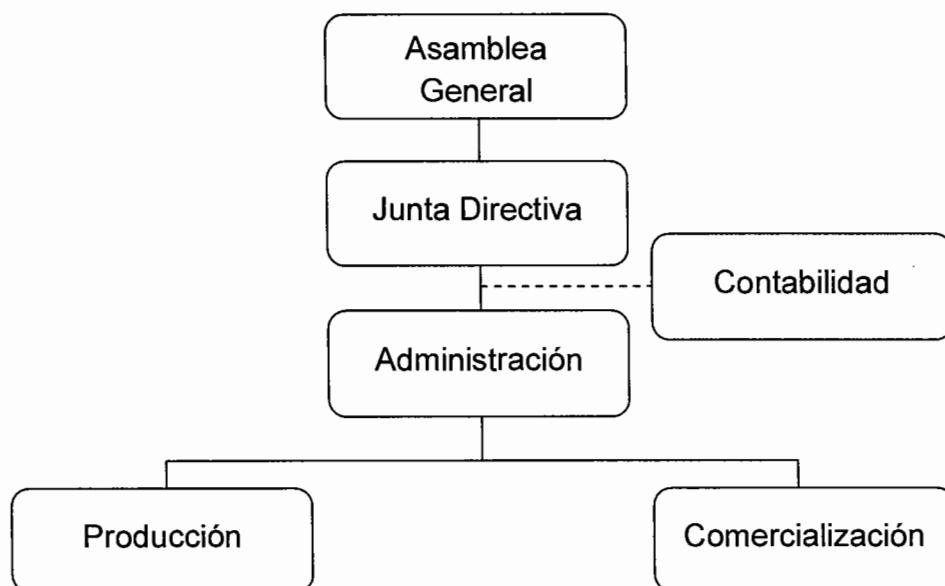 Asamblea
General
Junta Directiva
Contabilidad
Administración
Producción
Comercialización